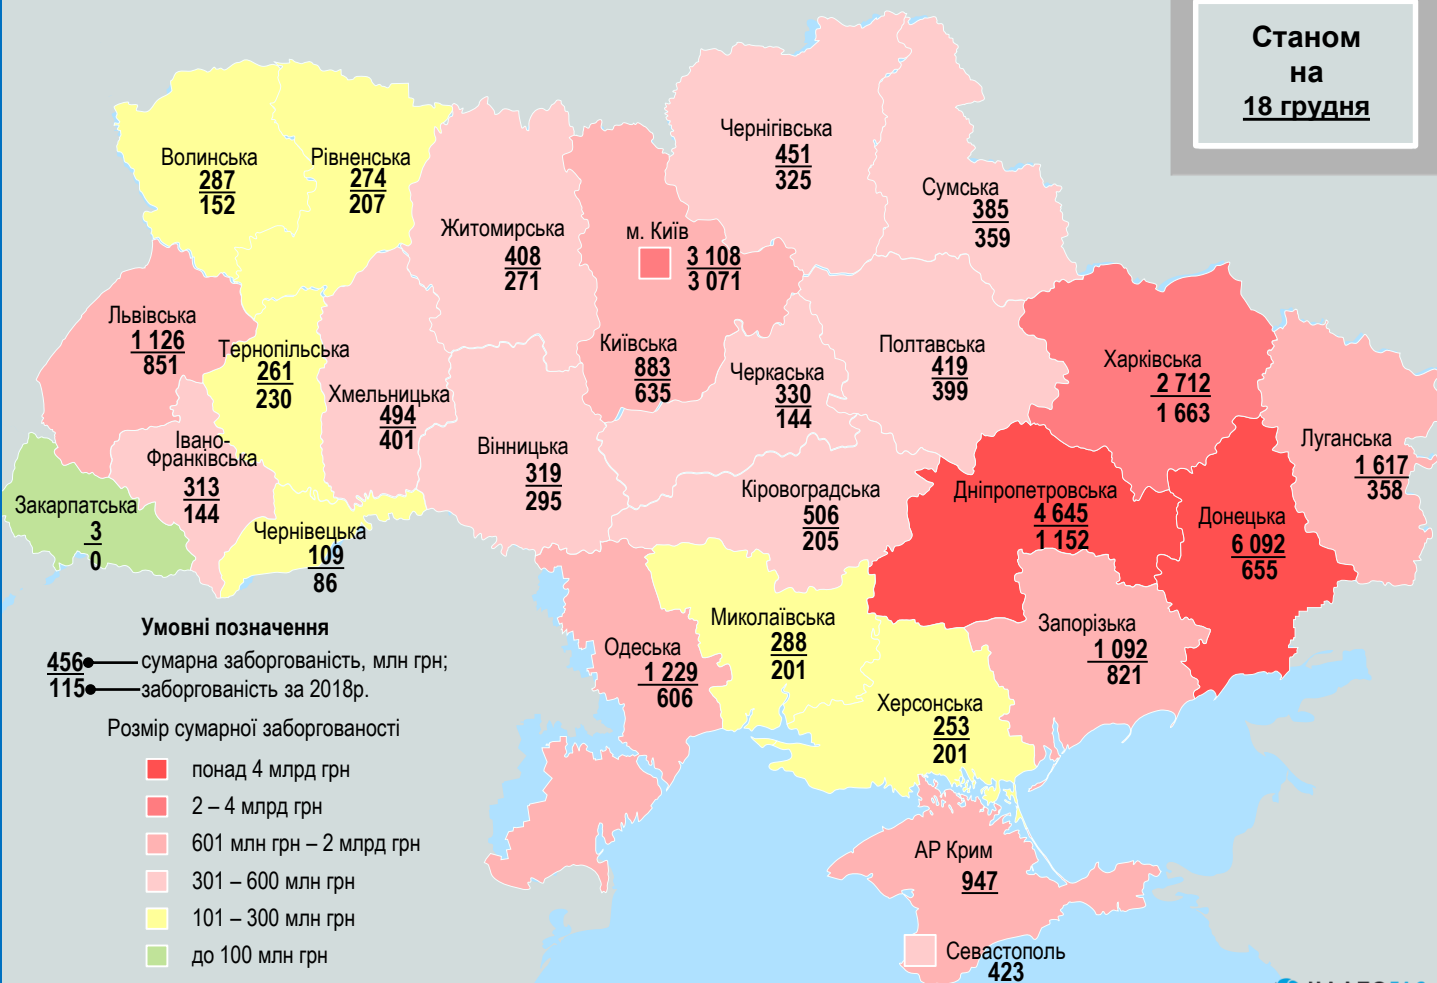 Станом
на
18 грудня
Волинська
287
152
Рівненська
274
207
Житомирська
408
271
м. Київ
3 108
3 071
Чернігівська
451
325
Сумська
385
359
Львівська
1 126
851
Тернопільська
261
230
Хмельницька
494
401
Київська
883
635
Черкаська
330
144
Полтавська
419
399
Харківська
2 712
1 663
Луганська
1 617
358
Івано-
Франківська
313
144
Вінницька
319
295
Закарпатська
3
0
Чернівецька
109
86
Кіровоградська
506
205
Дніпропетровська
4 645
1 152
Донецька
6 092
655
Одеська
1 229
606
Миколаївська
288
201
Запорізька
1 092
821
Херсонська
253
201
АР Крим
947
Севастополь
423
Умовні позначення
456 сумарна заборгованість, млн грн;
115 заборгованість за 2018р.
Розмір сумарної заборгованості
понад 4 млрд грн
2 – 4 млрд грн
601 млн грн – 2 млрд грн
301 – 600 млн грн
101 – 300 млн грн
до 100 млн грн